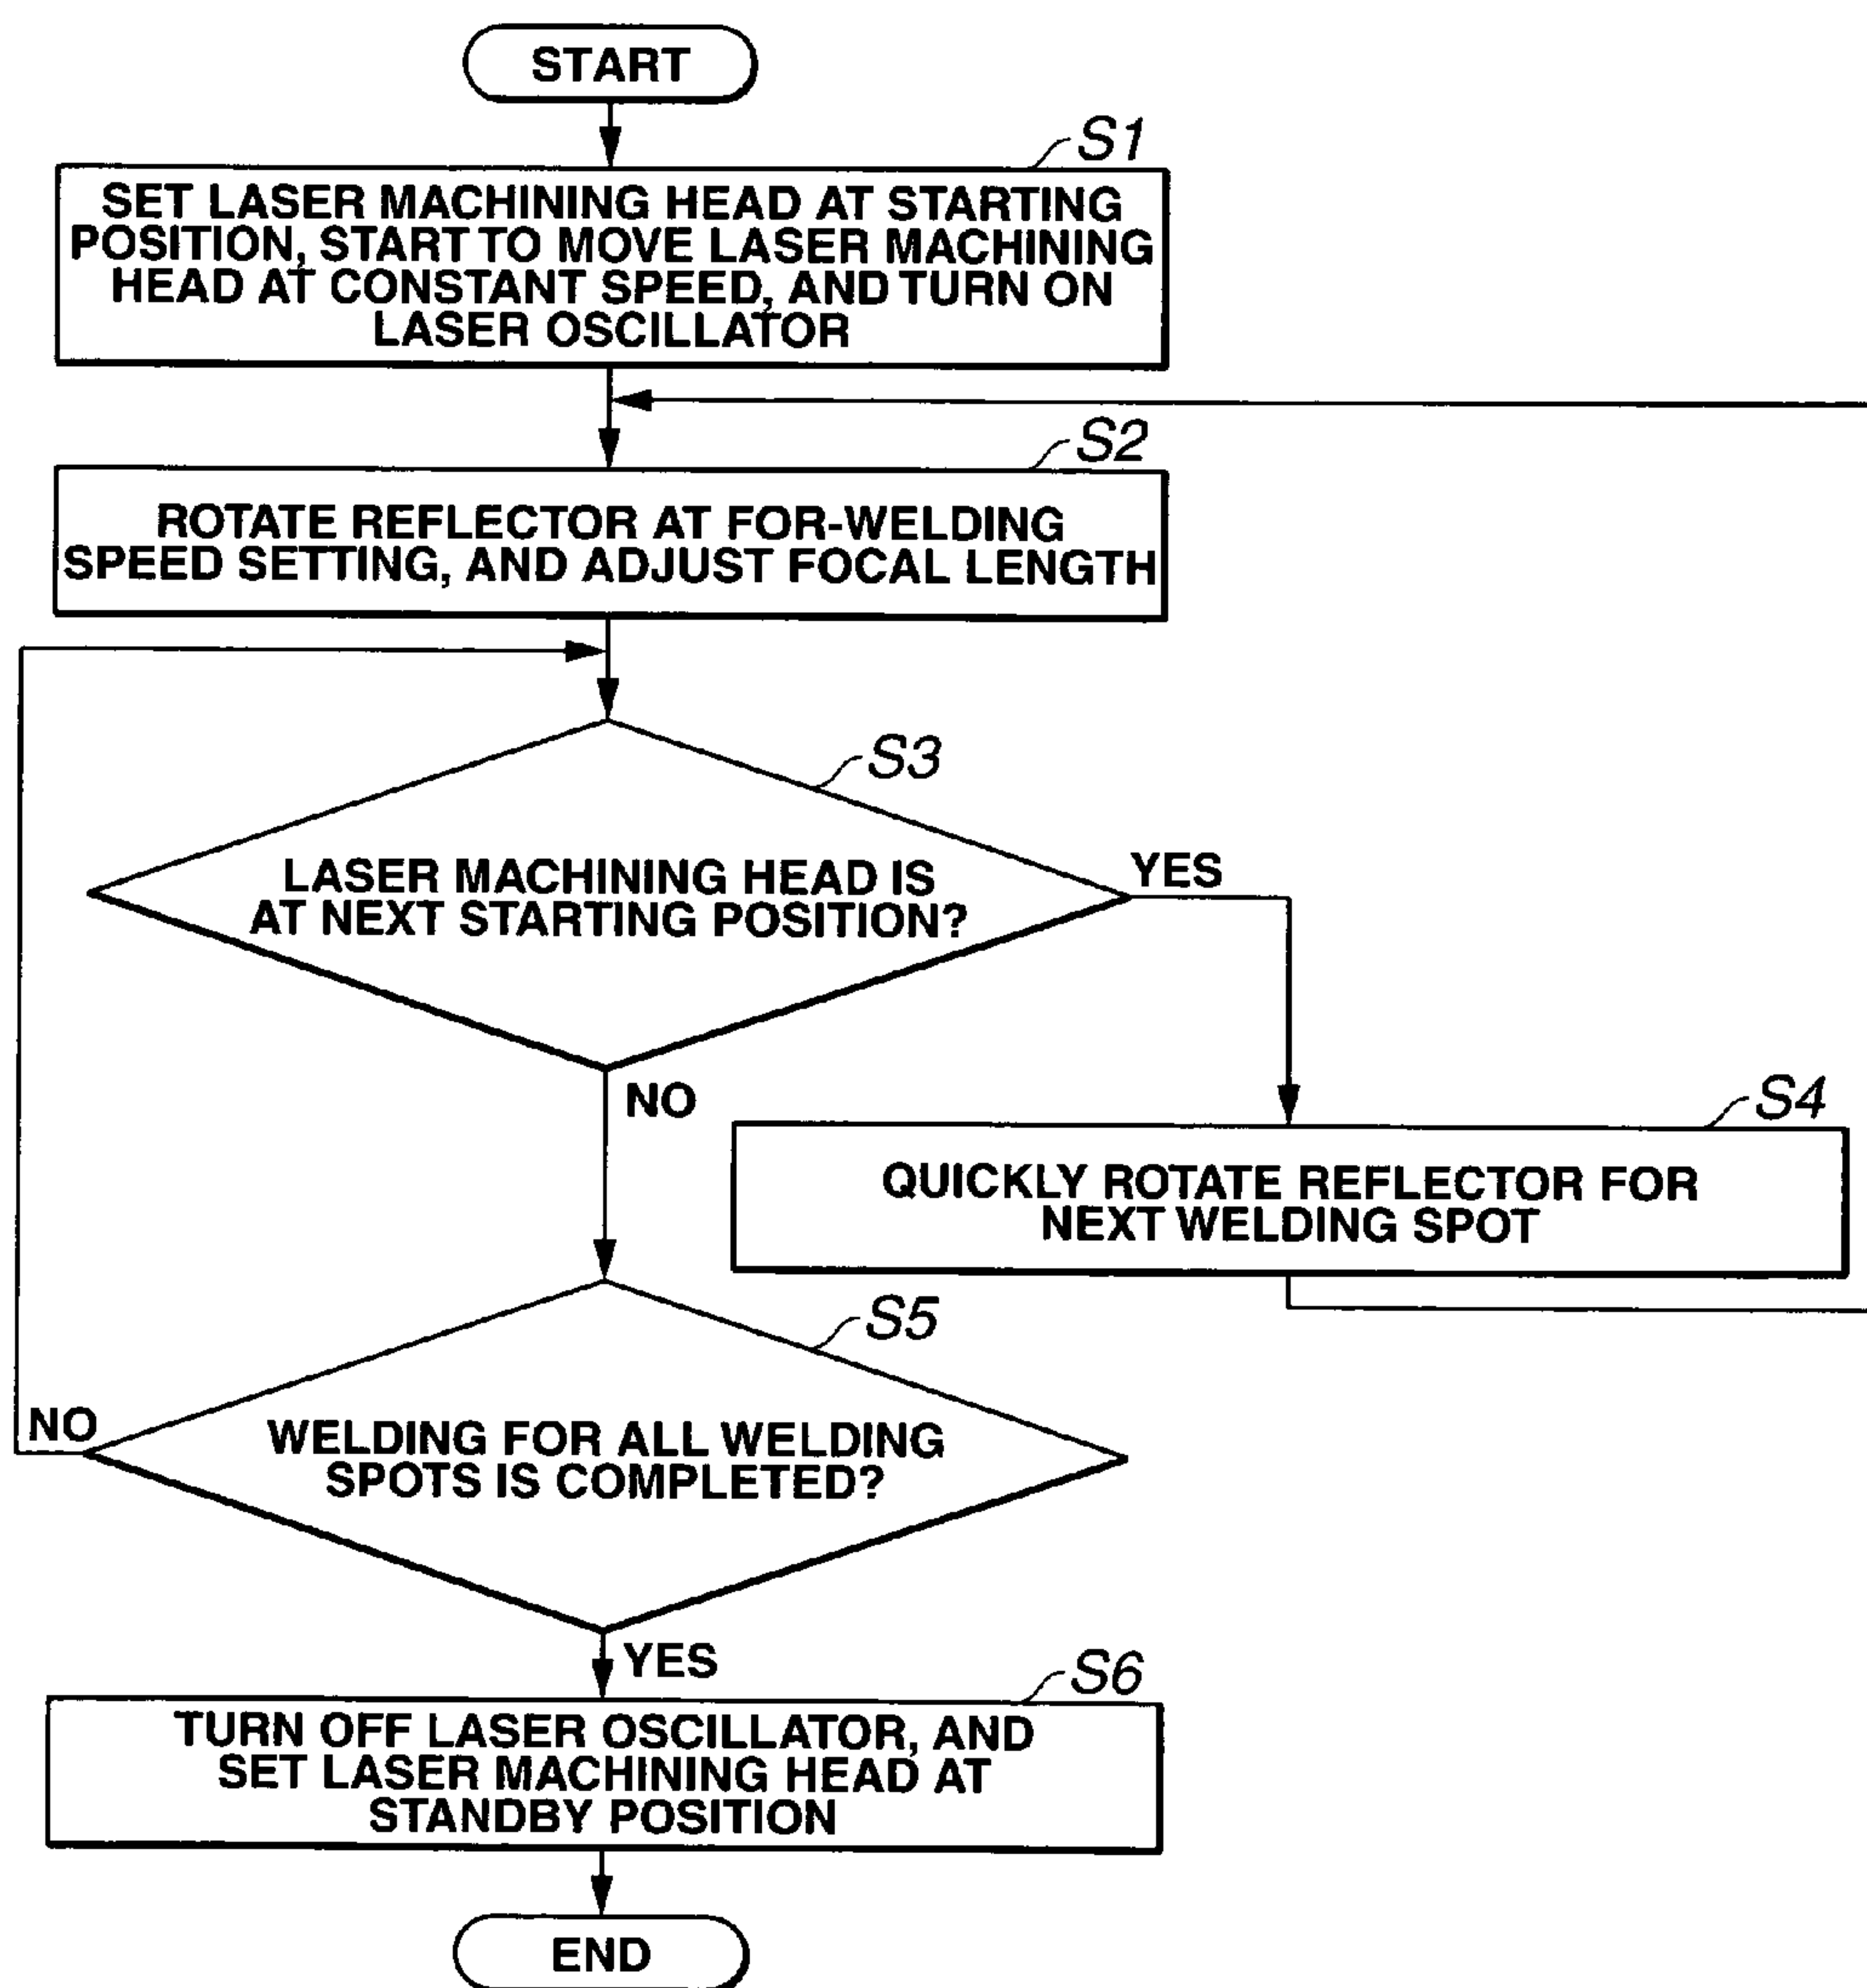 START
S1
SET LASER MACHINING HEAD AT STARTING
POSITION, START TO MOVE LASER MACHINING
HEAD AT CONSTANT SPEED, AND TURN ON
LASER OSCILLATOR
S2
ROTATE REFLECTOR AT FOR-WELDING
SPEED SETTING, AND ADJUST FOCAL LENGTH
S3
LASER MACHINING HEAD IS
AT NEXT STARTING POSITION?
YES
NO
S4
QUICKLY ROTATE REFLECTOR FOR
NEXT WELDING SPOT
S5
WELDING FOR ALL WELDING
SPOTS IS COMPLETED?
NO
YES
S6
TURN OFF LASER OSCILLATOR, AND
SET LASER MACHINING HEAD AT
STANDBY POSITION
END